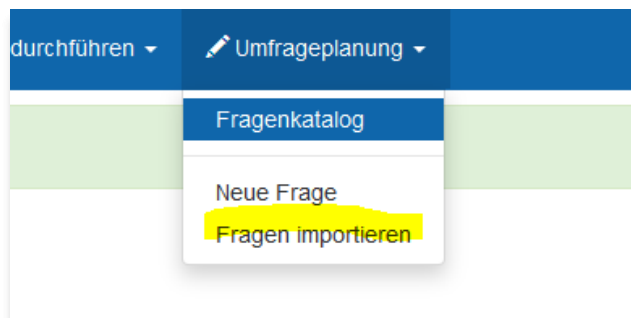 durchführen
Umfrageplanung
Fragenkatalog
Neue Frage
Fragen importieren